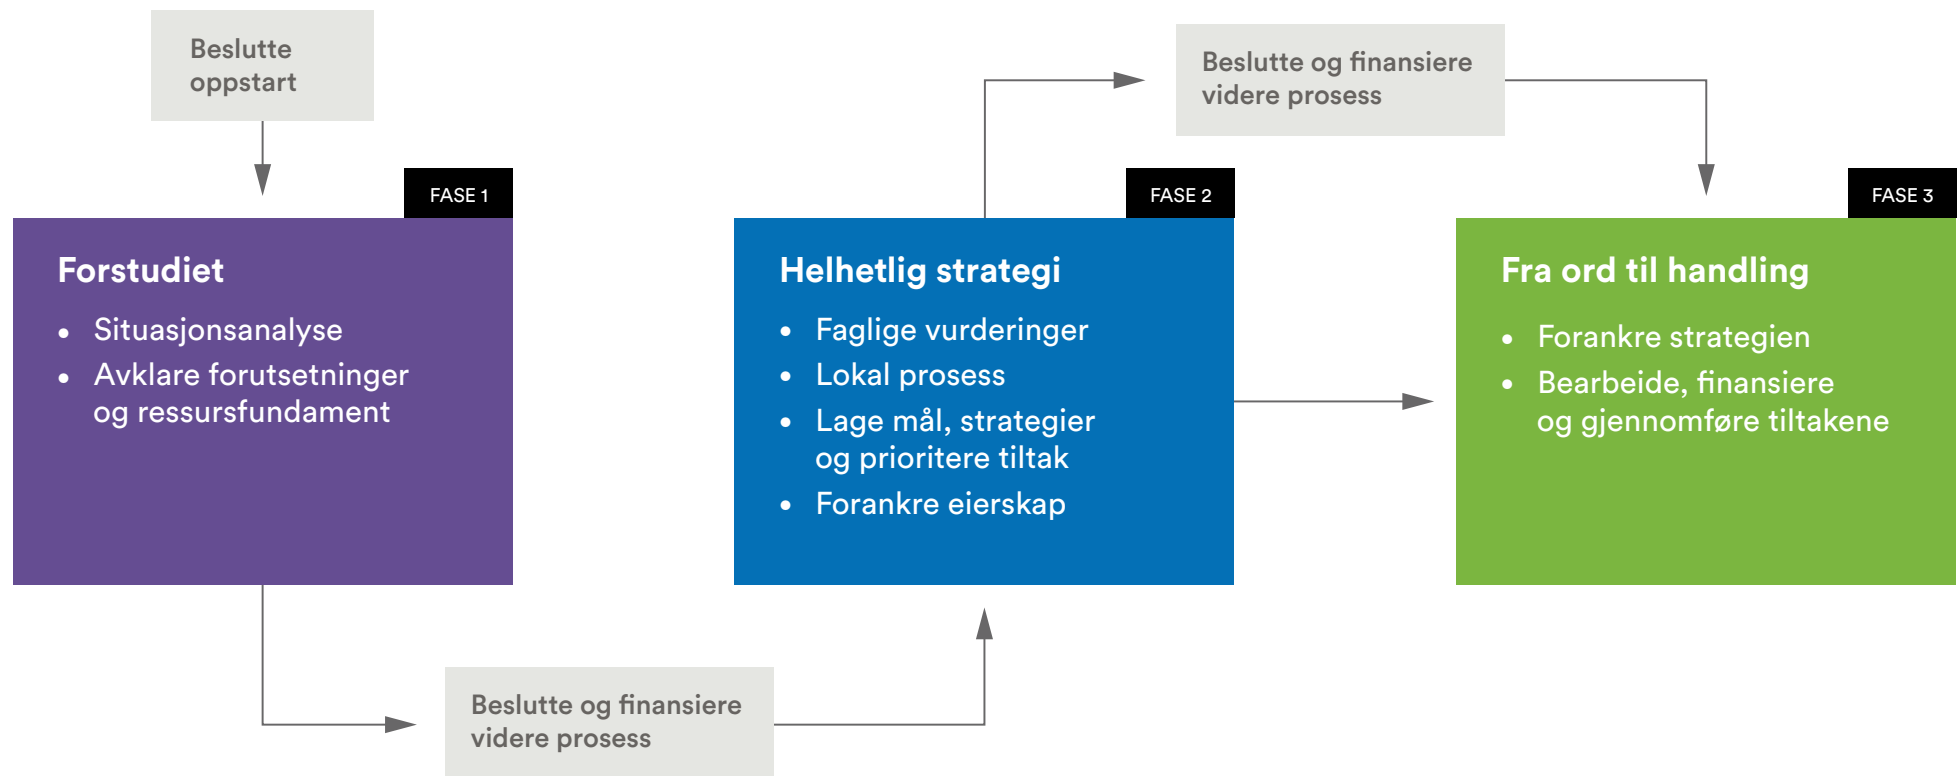 Beslutte
oppstart
FASE 1
Forstudiet
• Situasjonsanalyse
• Avklare forutsetninger
og ressursfundament
Beslutte og finansiere
videre prosess
FASE 2
Helhetlig strategi
• Faglige vurderinger
• Lokal prosess
• Lage mål, strategier
og prioritere tiltak
• Forankre eierskap
Beslutte og finansiere
videre prosess
FASE 3
Fra ord til handling
• Forankre strategien
• Bearbeide, finansiere
og gjennomføre tiltakene